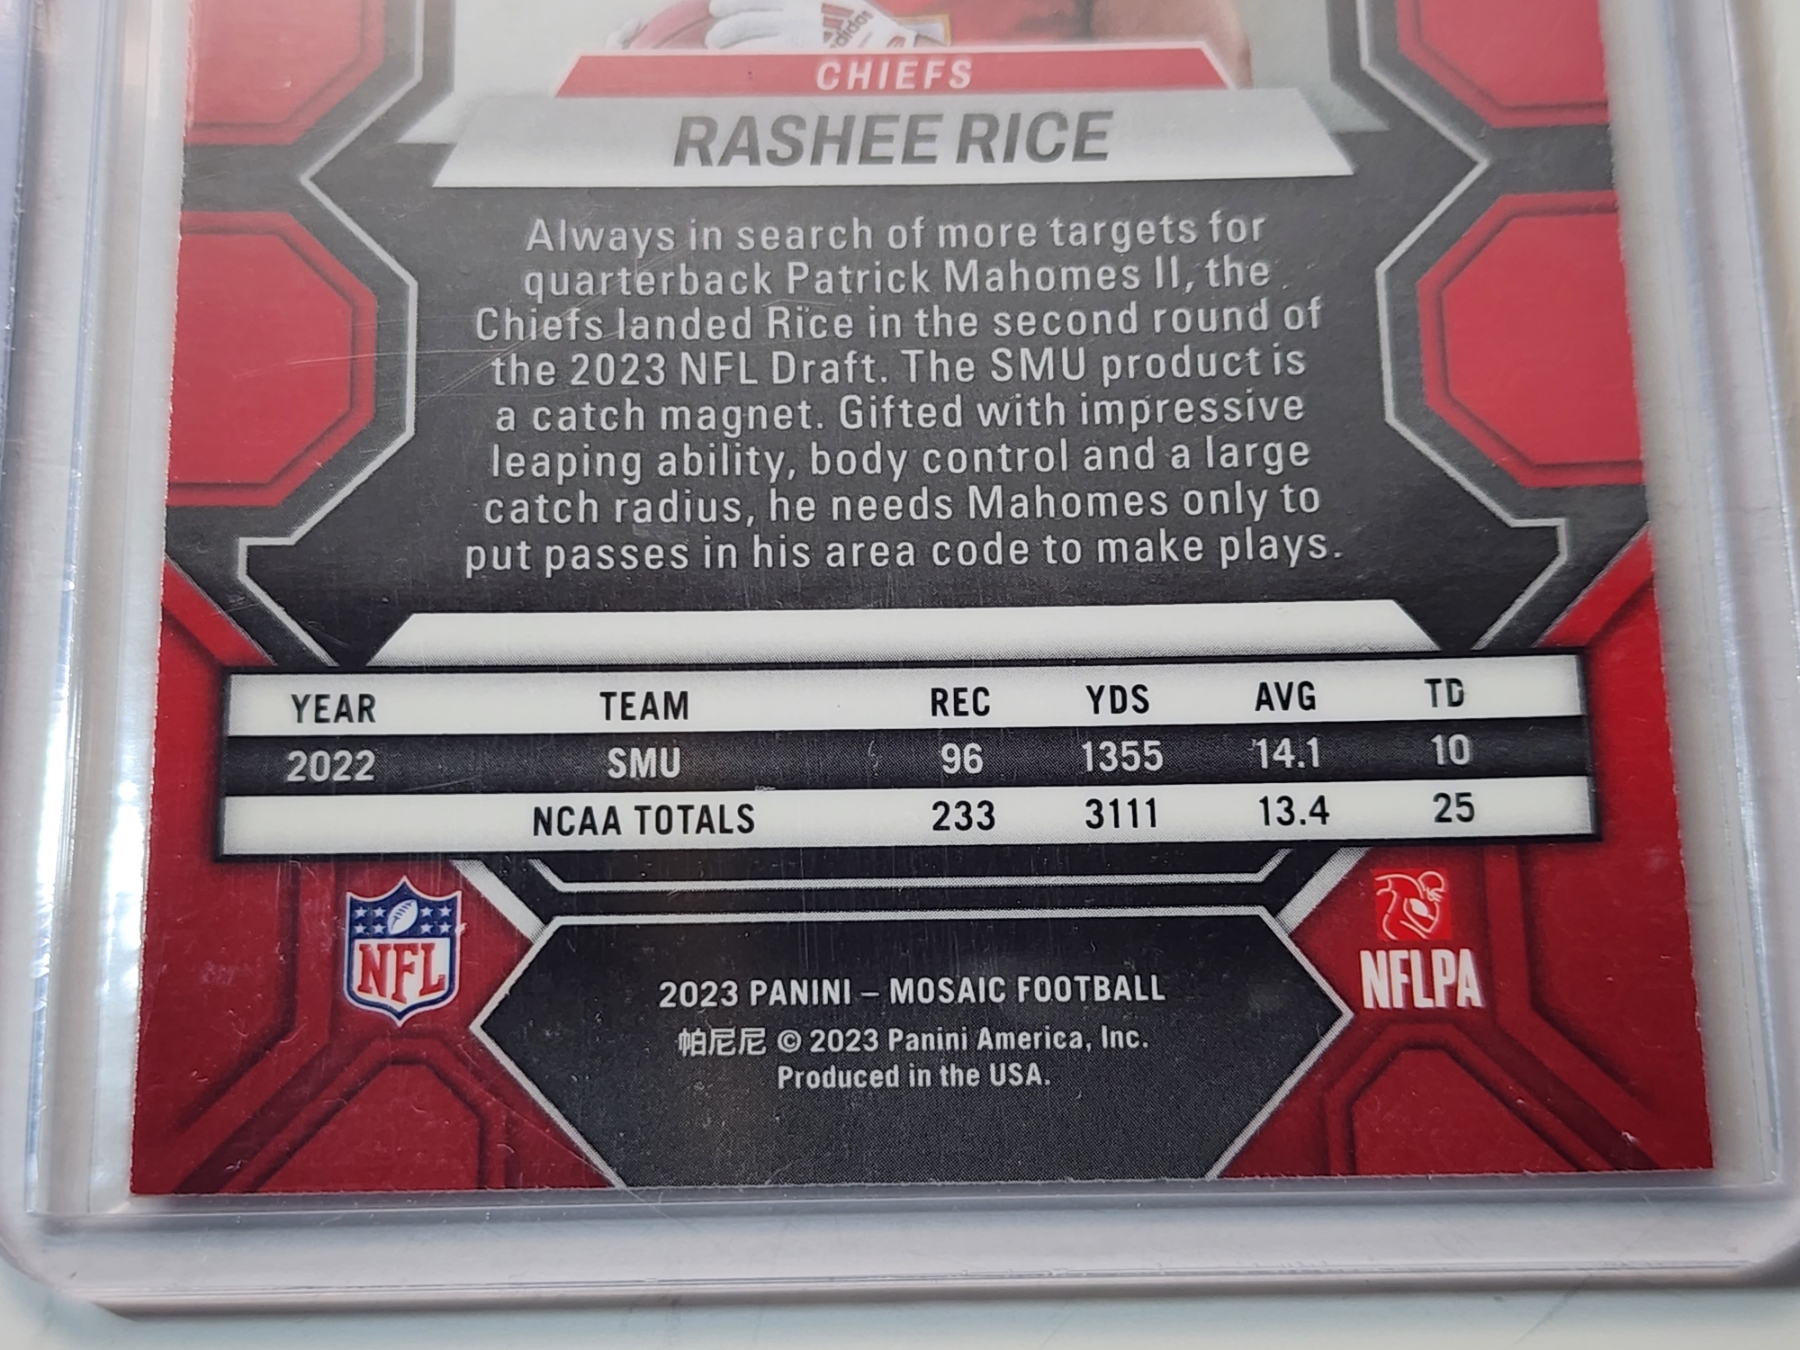 adidas
CHIEFS
RASHEE RICE
Always in search of more targets for
quarterback Patrick Mahomes II, the
Chiefs landed Rice in the second round of
the 2023 NFL Draft. The SMU product is
a catch magnet. Gifted with impressive
leaping ability, body control and a large
catch radius, he needs Mahomes only to
put passes in his area code to make plays.
YEAR TEAM REC YDS AVG TD
2022 SMU 96 1355 14.1 10
NCAA TOTALS 233 3111 13.4 25
NFL
NFLPA
2023 PANINI – MOSAIC FOOTBALL
帕尼尼 © 2023 Panini America, Inc.
Produced in the USA.